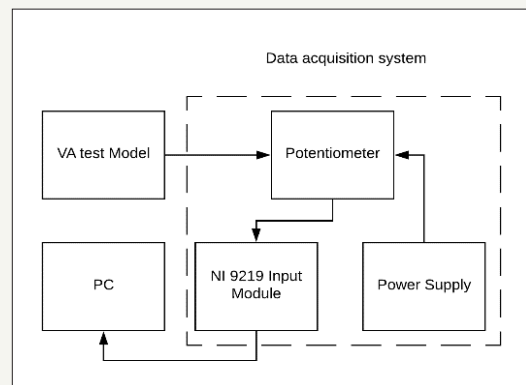 Data acquisition system
VA test Model
Potentiometer
PC
NI 9219 Input
Module
Power Supply